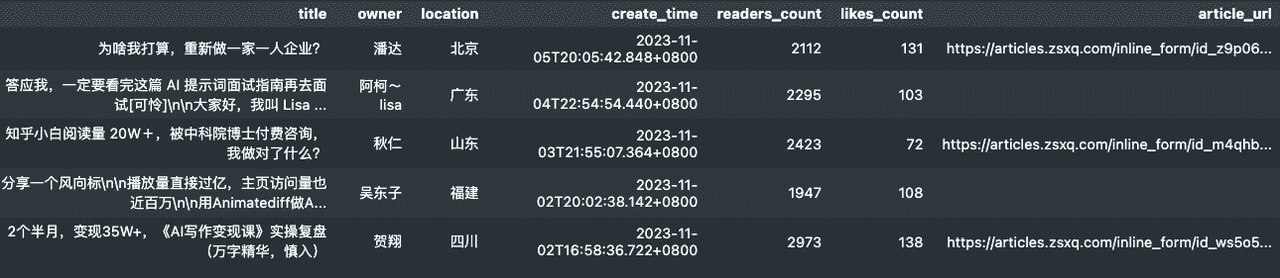 title owner location create_time readers_count likes_count article_url
为啥我打算，重新做一家一人企业？ 潘达 北京 2023-11-05T20:05:42.848+0800 2112 131 https://articles.zsxq.com/inline_form/id_z9p06...
答应我，一定要看完这篇 AI 提示词面试指南再去面
试[可怜]\n\n大家好，我叫 Lisa ... 阿柯～lisa 广东 2023-11-04T22:54:54.440+0800 2295 103
知乎小白阅读量 20W＋，被中科院博士付费咨询，
我做对了什么？ 秋仁 山东 2023-11-03T21:55:07.364+0800 2423 72 https://articles.zsxq.com/inline_form/id_m4qhb...
分享一个风向标\n\n播放量直接过亿，主页访问量也
近百万\n\n用Animatediff做A... 吴东子 福建 2023-11-02T20:02:38.142+0800 1947 108
2个半月，变现35W+，《AI写作变现课》实操复盘
（万字精华，慎入） 贺翔 四川 2023-11-02T16:58:36.722+0800 2973 138 https://articles.zsxq.com/inline_form/id_ws5o5...